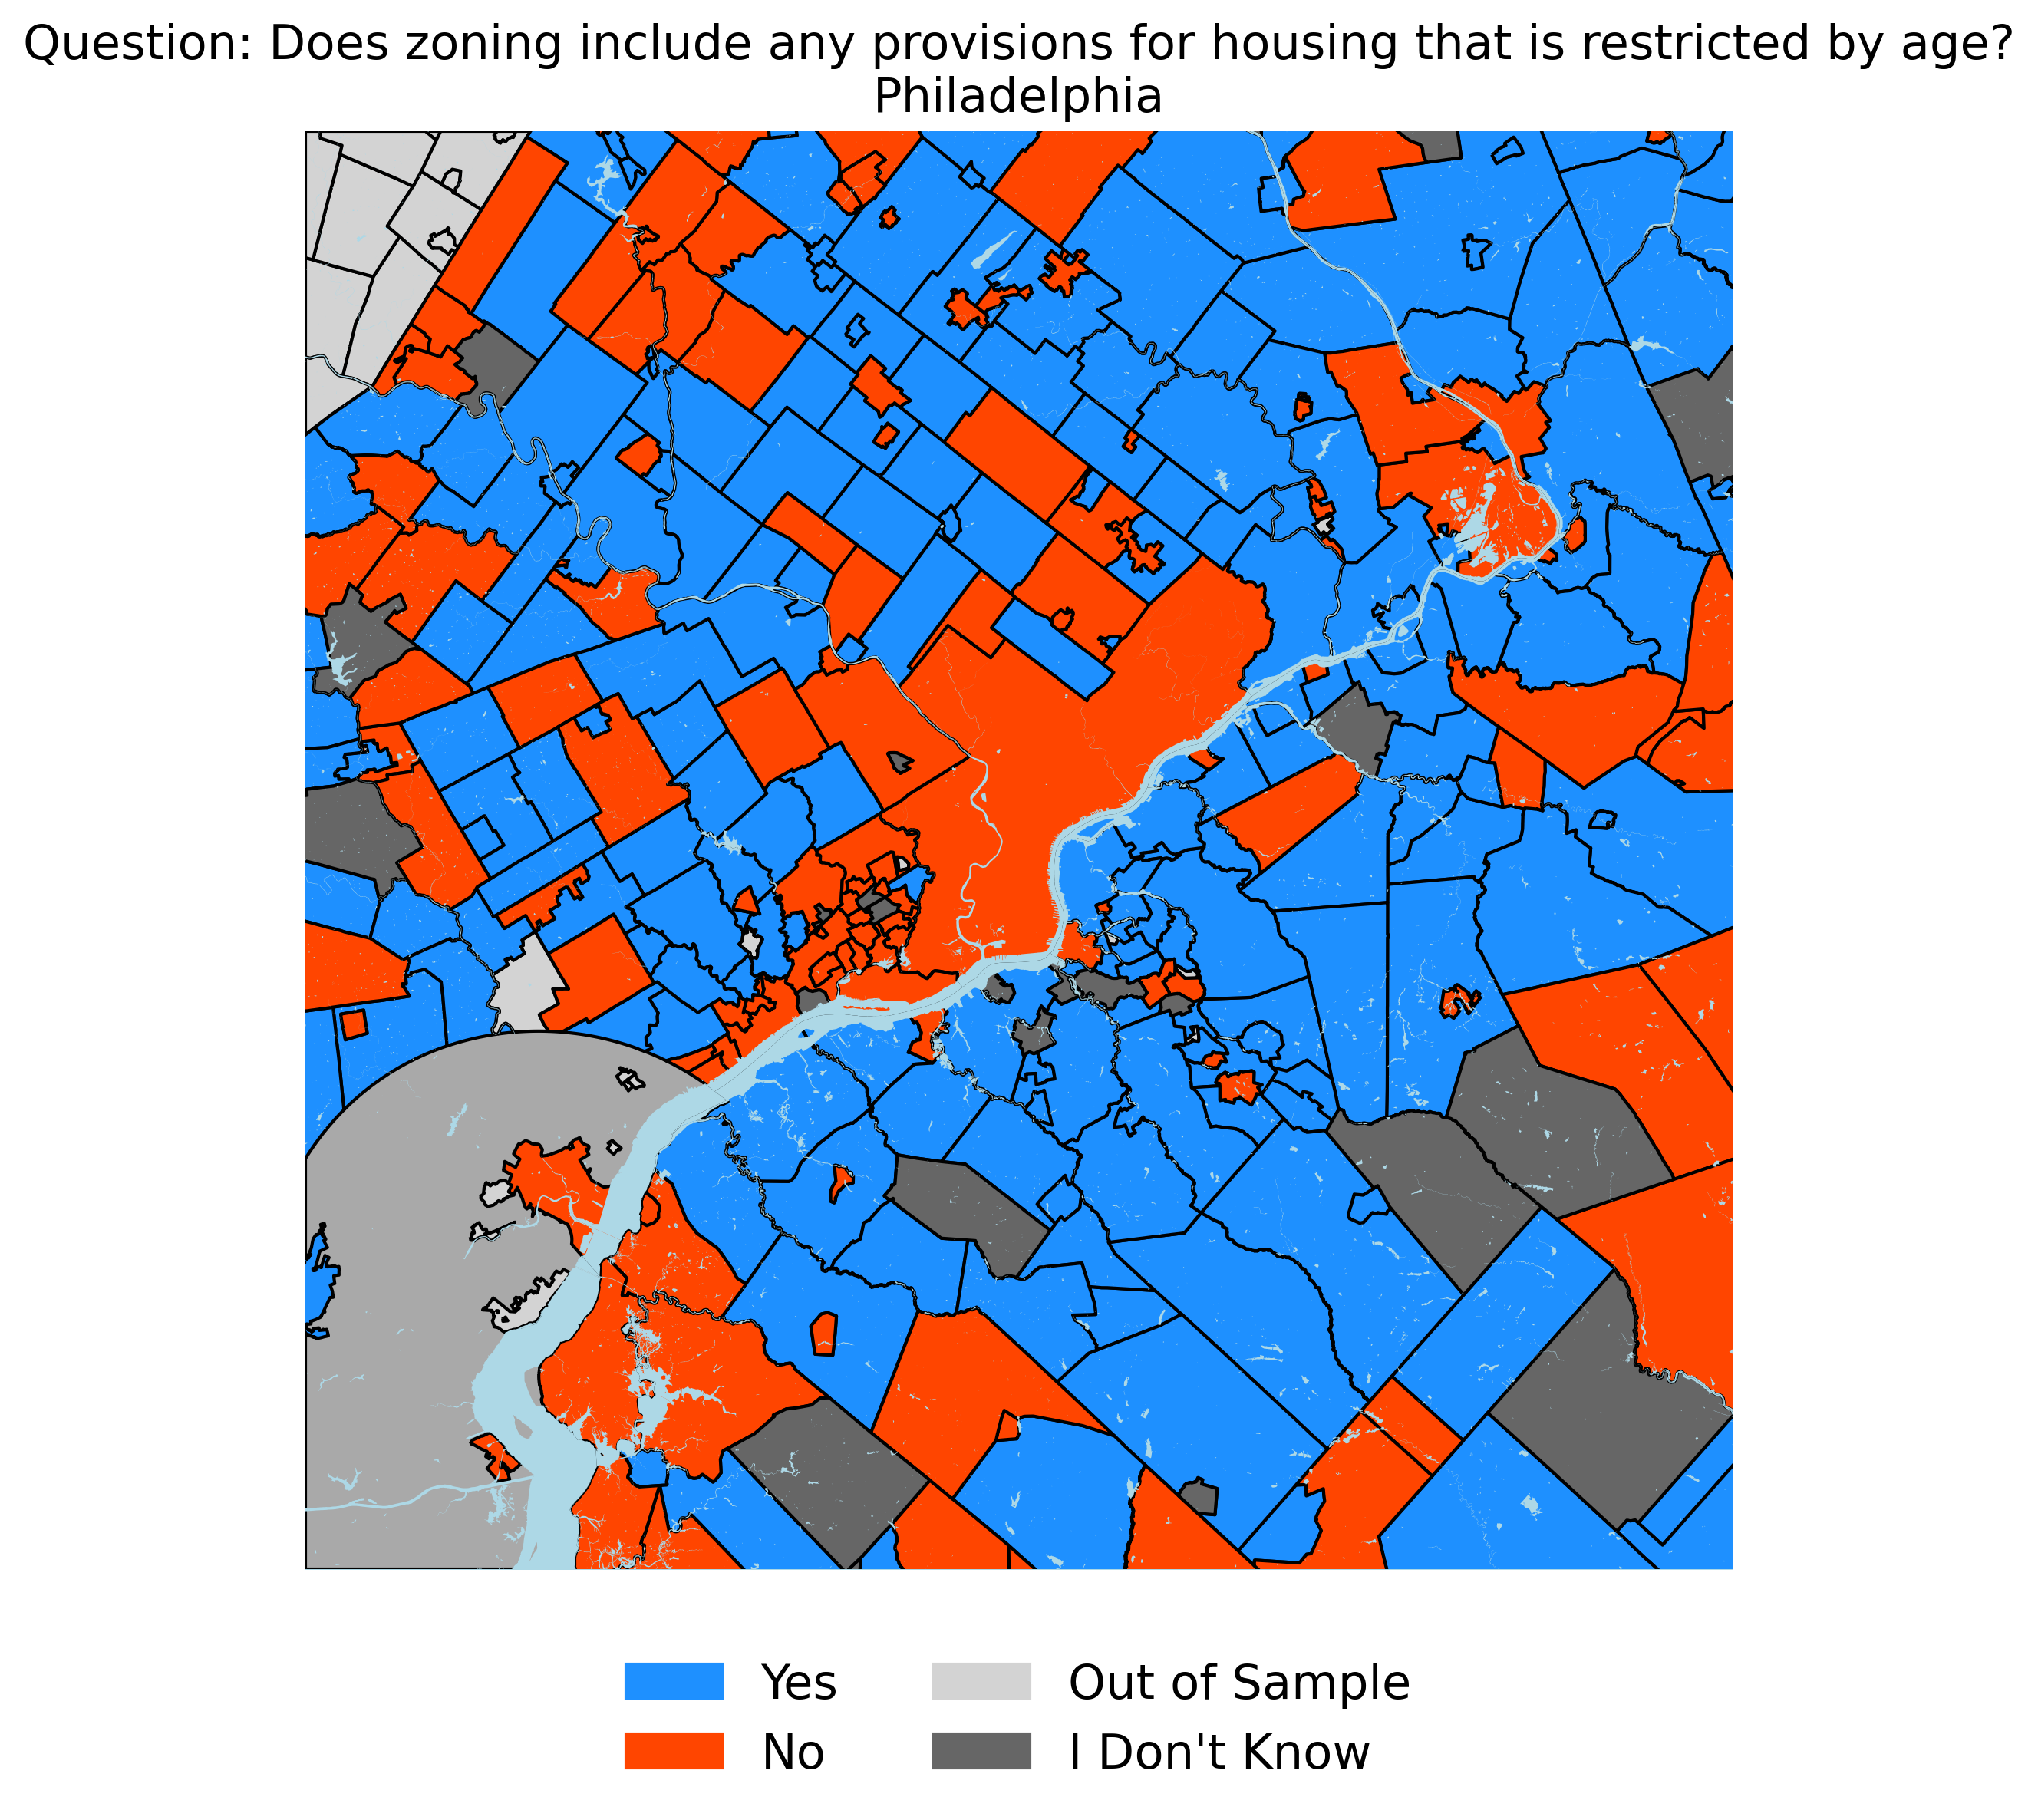 Question: Does zoning include any provisions for housing that is restricted by age?
Philadelphia
Yes
No
Out of Sample
I Don't Know